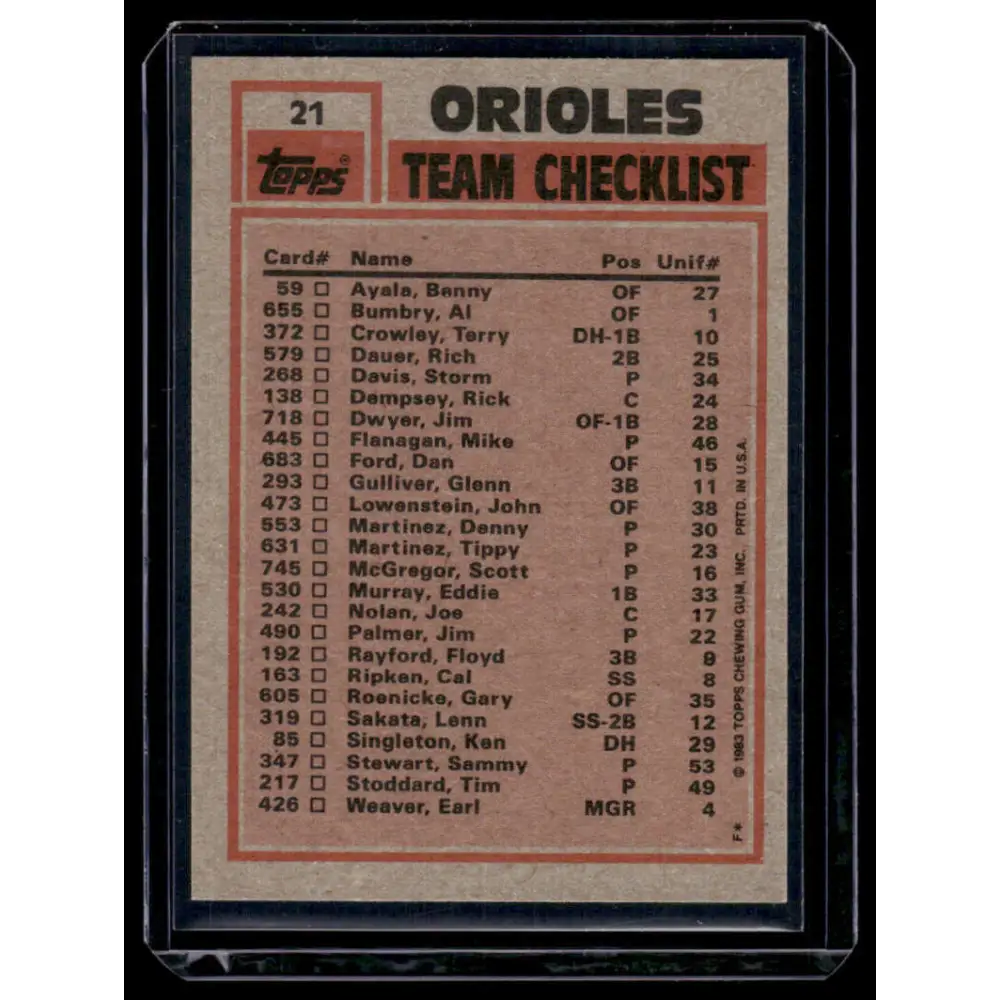 21
ORIOLES
Topps®
TEAM CHECKLIST
Card# Name Pos Unif#
59 □ Ayala, Benny OF 27
655 □ Bumbry, Al OF 1
372 □ Crowley, Terry DH-1B 10
579 □ Dauer, Rich 2B 25
268 □ Davis, Storm P 34
138 □ Dempsey, Rick C 24
718 □ Dwyer, Jim OF-1B 28
445 □ Flanagan, Mike P 46
683 □ Ford, Dan OF 15
293 □ Gulliver, Glenn 3B 11
473 □ Lowenstein, John OF 38
553 □ Martinez, Denny P 30
631 □ Martinez, Tippy P 23
745 □ McGregor, Scott P 16
530 □ Murray, Eddie 1B 33
242 □ Nolan, Joe C 17
490 □ Palmer, Jim P 22
192 □ Rayford, Floyd 3B 9
163 □ Ripken, Cal SS 8
605 □ Roenicke, Gary OF 35
319 □ Sakata, Lenn SS-2B 12
85 □ Singleton, Ken DH 29
347 □ Stewart, Sammy P 53
217 □ Stoddard, Tim P 49
426 □ Weaver, Earl MGR 4
F* © 1983 TOPPS CHEWING GUM, INC. PRTD. IN U.S.A.